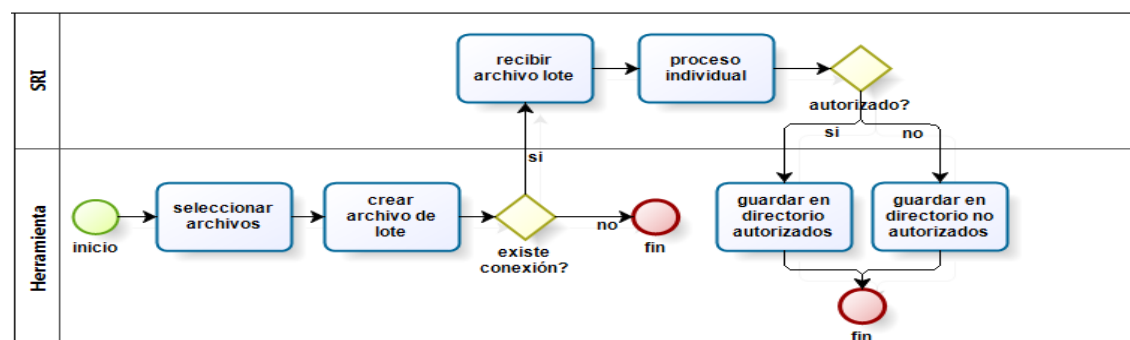 SRI
recibir
archivo lote
proceso
individual
autorizado?
si
no
Herramienta
inicio
seleccionar
archivos
crear
archivo de
lote
si
existe
conexión?
no
fin
guardar en
directorio
autorizados
guardar en
directorio no
autorizados
fin